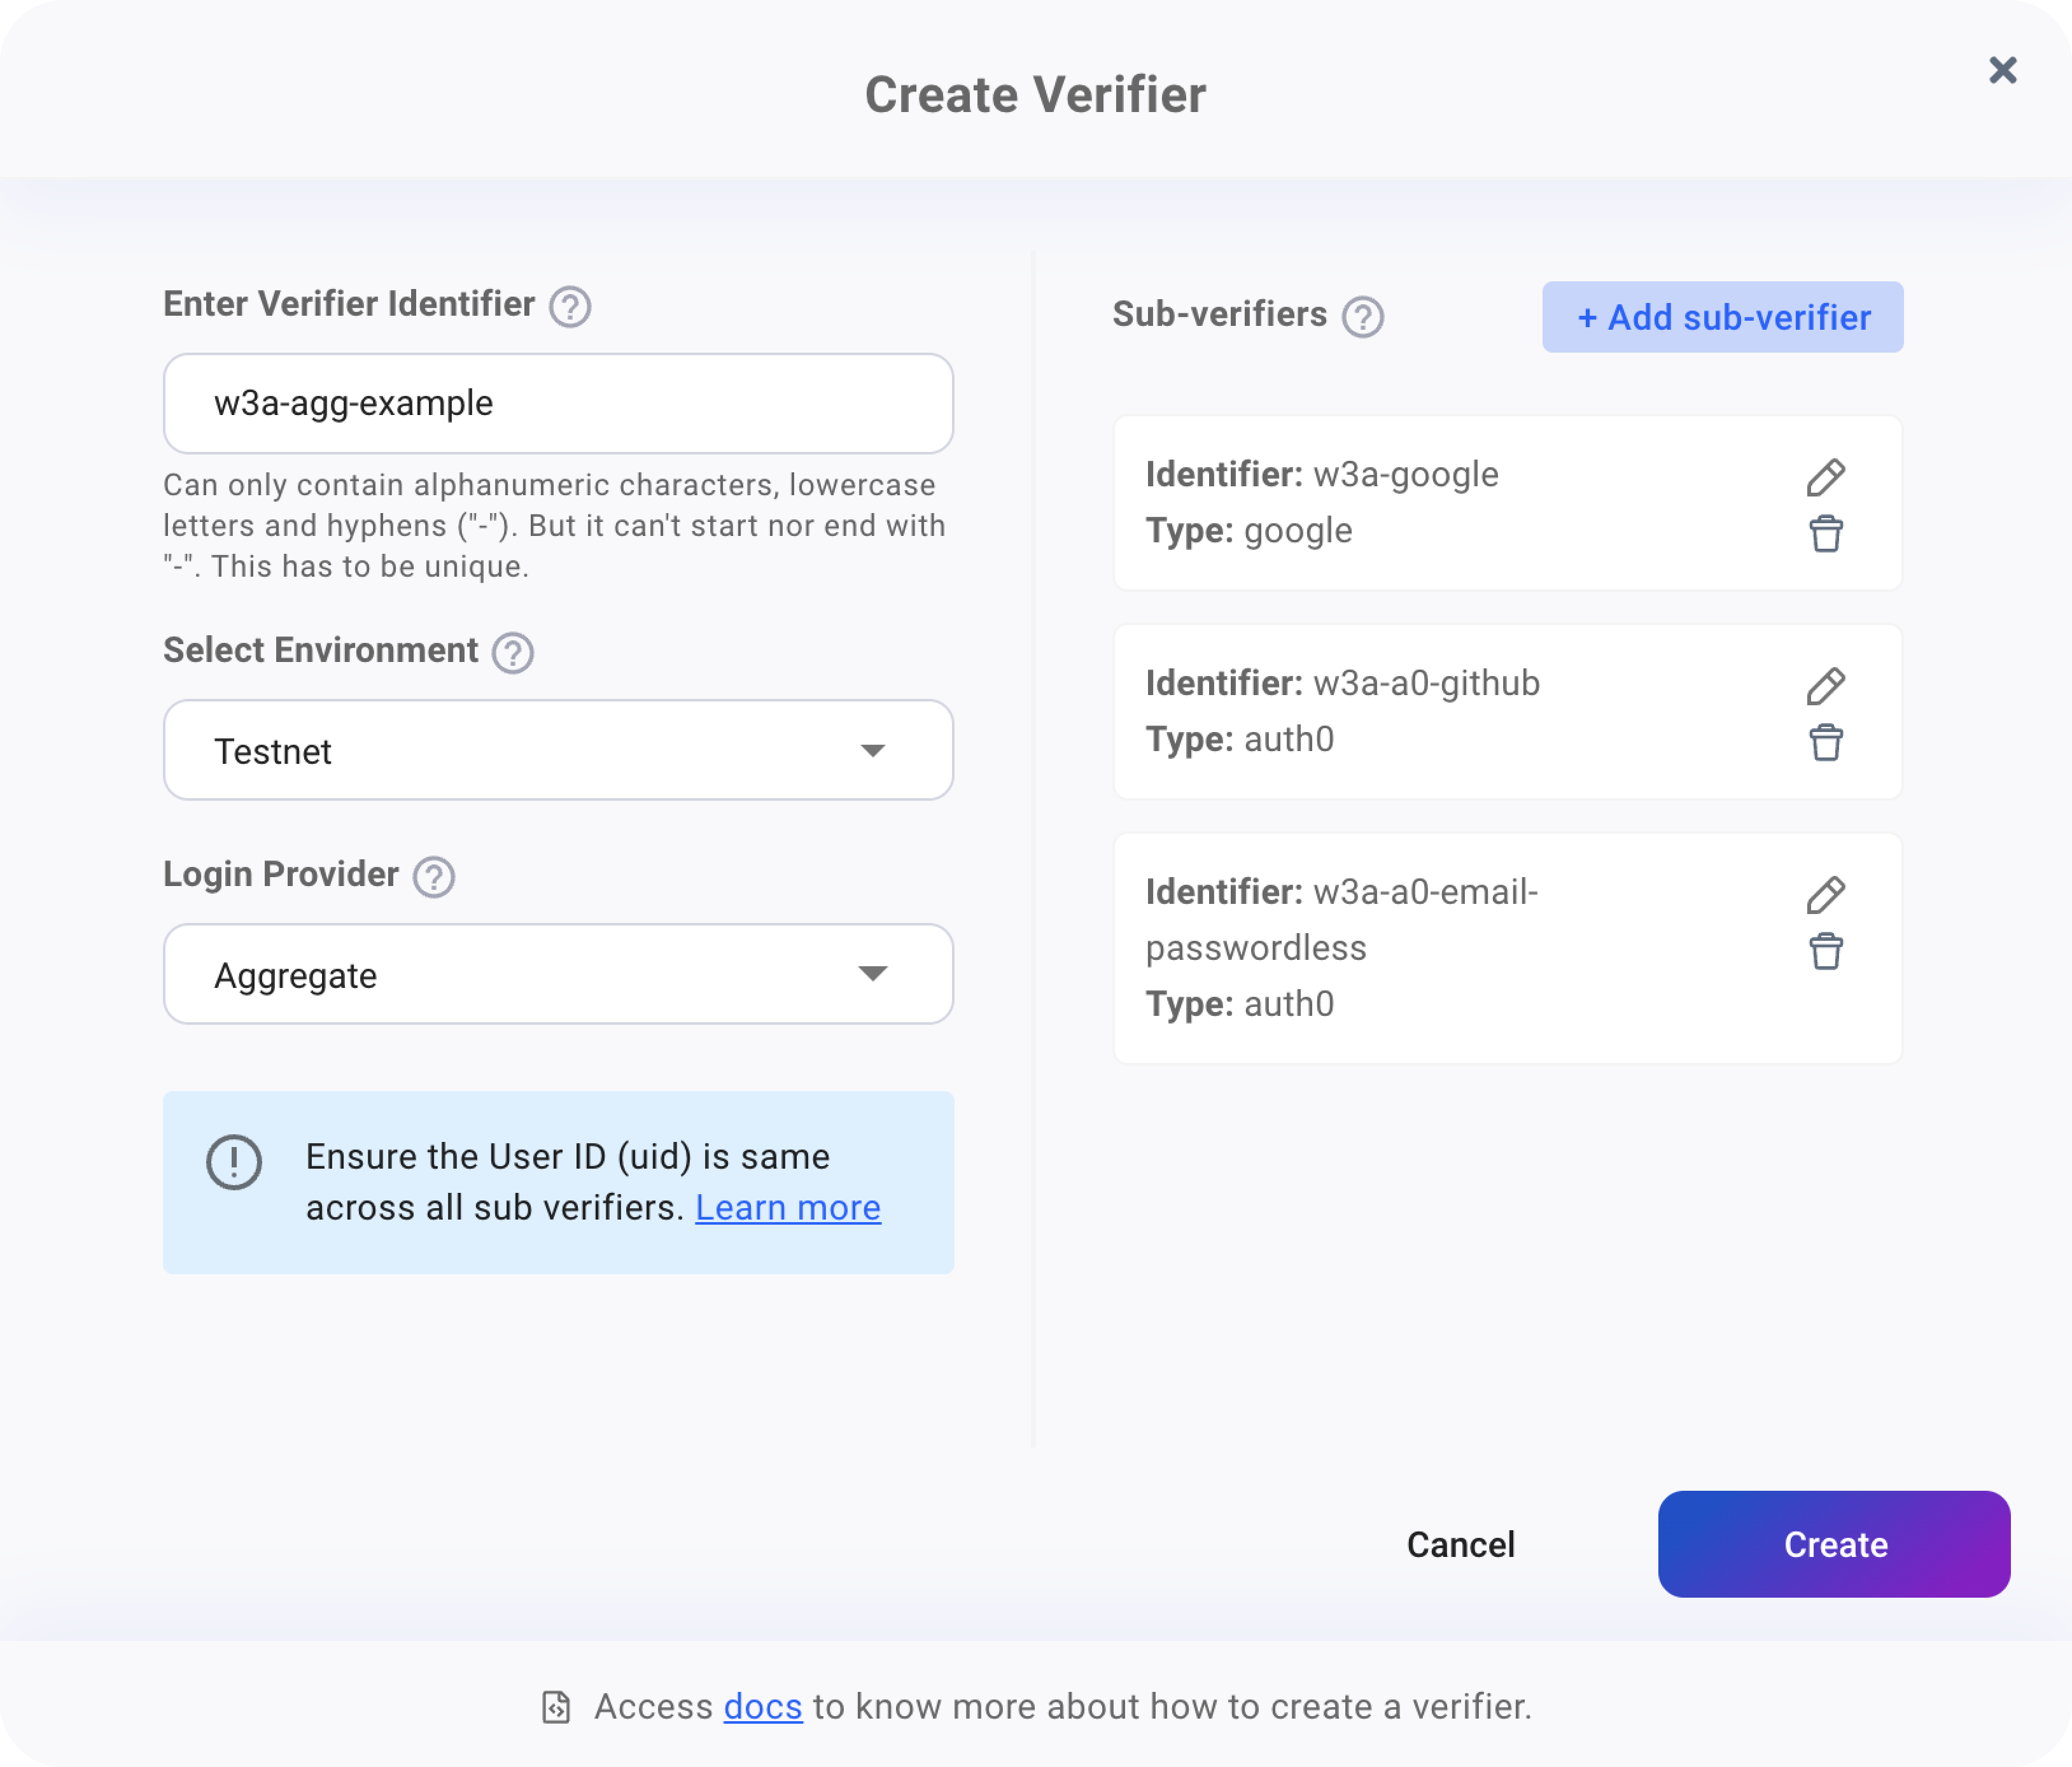 Create Verifier
Enter Verifier Identifier
w3a-agg-example
Can only contain alphanumeric characters, lowercase
letters and hyphens ("-"). But it can't start nor end with
"-". This has to be unique.
Select Environment
Testnet
Login Provider
Aggregate
Ensure the User ID (uid) is same
across all sub verifiers. Learn more
Sub-verifiers
+ Add sub-verifier
Identifier: w3a-google
Type: google
Identifier: w3a-a0-github
Type: auth0
Identifier: w3a-a0-email-
passwordless
Type: auth0
Cancel
Create
Access docs to know more about how to create a verifier.